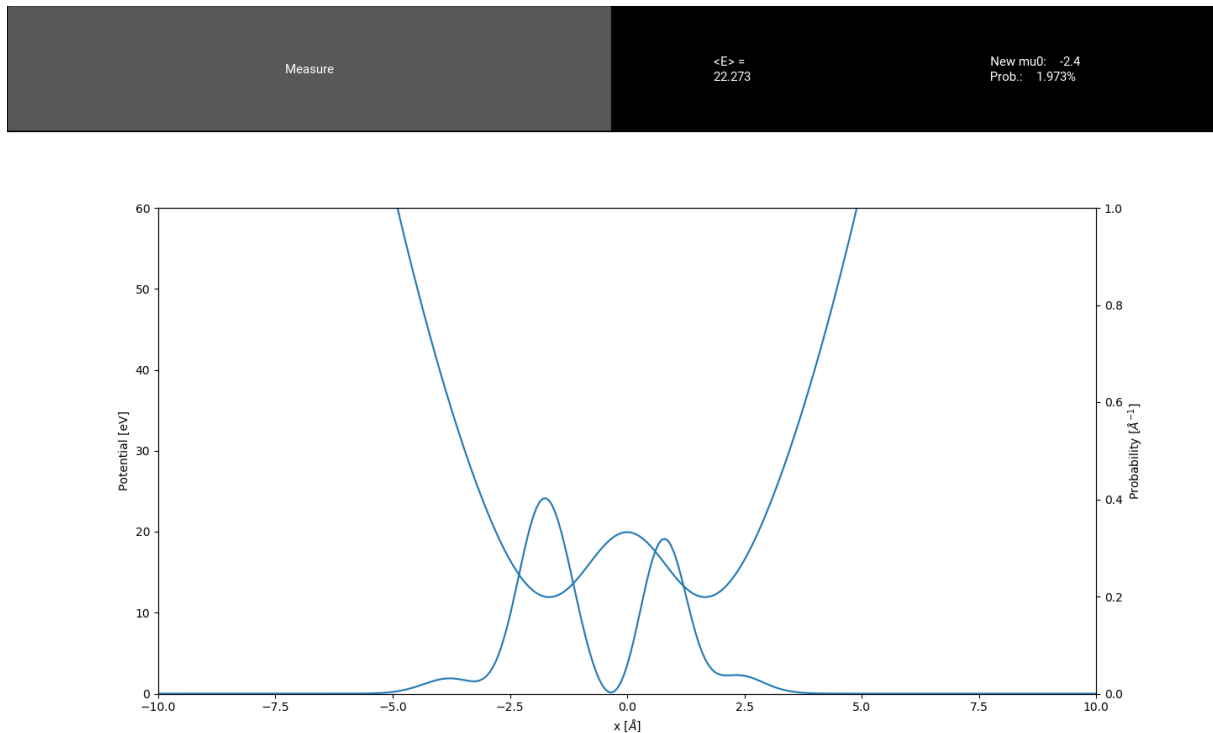 Measure
<E> =
22.273
New mu0: -2.4
Prob.: 1.973%
60
50
40
30
20
10
0
Potential [eV]
1.0
0.8
0.6
0.4
0.2
0.0
Probability [Å⁻¹]
−10.0 −7.5 −5.0 −2.5 0.0 2.5 5.0 7.5 10.0
x [Å]